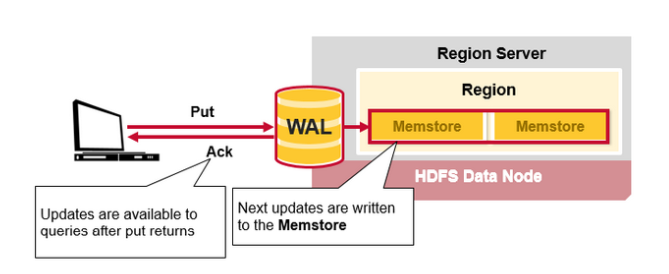 Region Server
Region
Put
WAL
Memstore
Memstore
Ack
HDFS Data Node
Updates are available to
queries after put returns
Next updates are written
to the Memstore